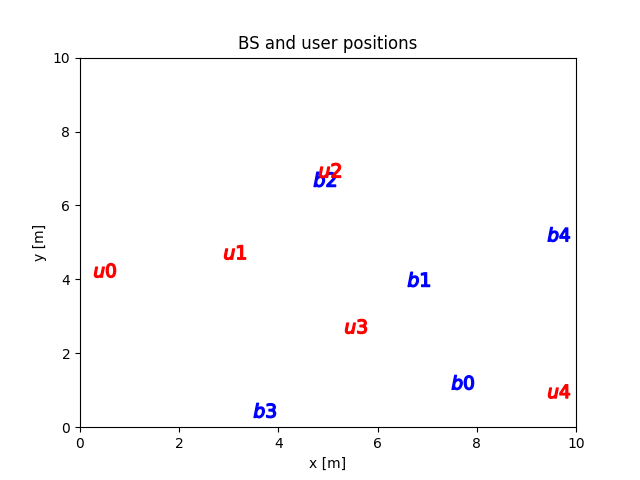 BS and user positions
10
8
6
4
2
0
y [m]
u2
b2
b4
u1
u0
b1
u3
b0
u4
b3
0 2 4 6 8 10
x [m]